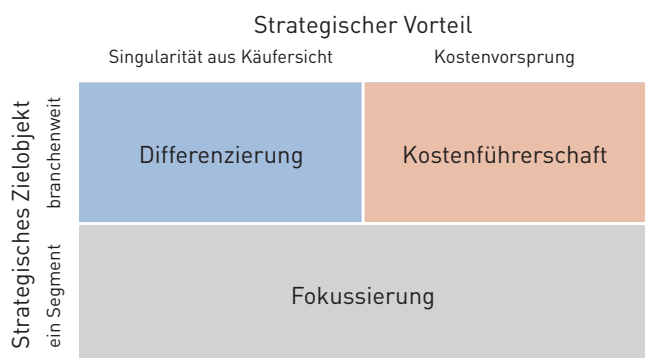 Strategischer Vorteil
Singularität aus Käufersicht
Kostenvorsprung
Strategisches Zielobjekt
branchenweit
Differenzierung
Kostenführerschaft
ein Segment
Fokussierung